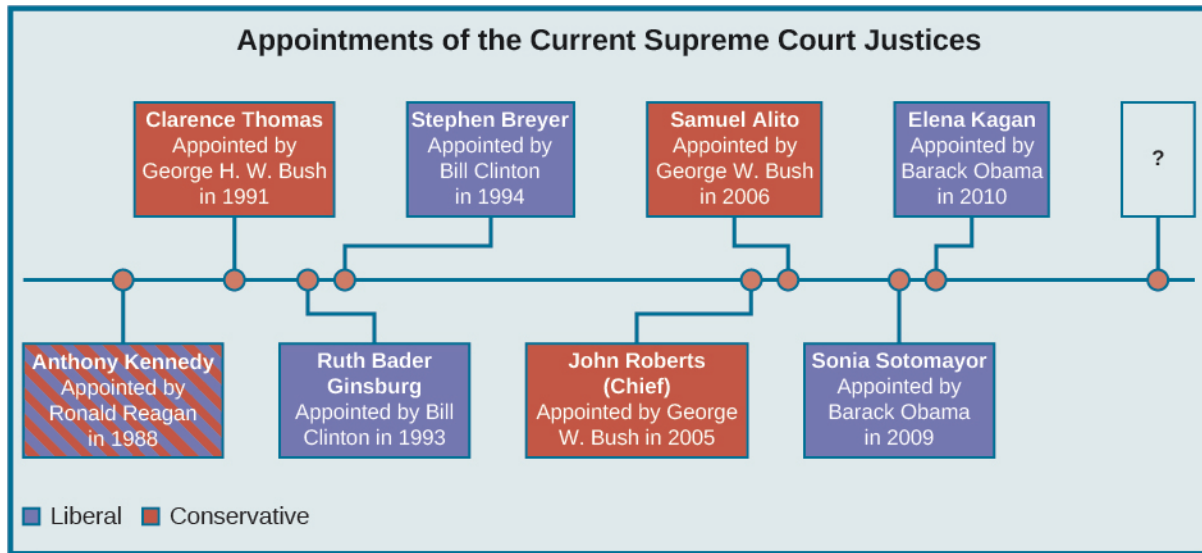 Appointments of the Current Supreme Court Justices
Clarence Thomas
Appointed by
George H. W. Bush
in 1991
Stephen Breyer
Appointed by
Bill Clinton
in 1994
Samuel Alito
Appointed by
George W. Bush
in 2006
Elena Kagan
Appointed by
Barack Obama
in 2010
?
Anthony Kennedy
Appointed by
Ronald Reagan
in 1988
Ruth Bader
Ginsburg
Appointed by Bill
Clinton in 1993
John Roberts
(Chief)
Appointed by George
W. Bush in 2005
Sonia Sotomayor
Appointed by
Barack Obama
in 2009
Liberal
Conservative